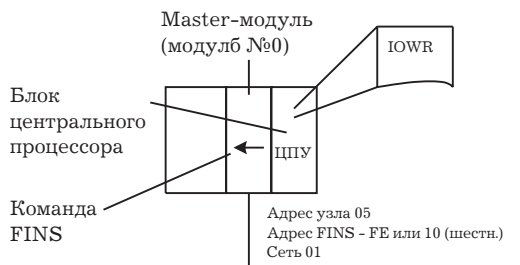 Master-модуль
(модулб №0)
IOWR
Блок
центрального
процессора
ЦПУ
Команда
FINS
Адрес узла 05
Адрес FINS - FE или 10 (шестн.)
Сеть 01